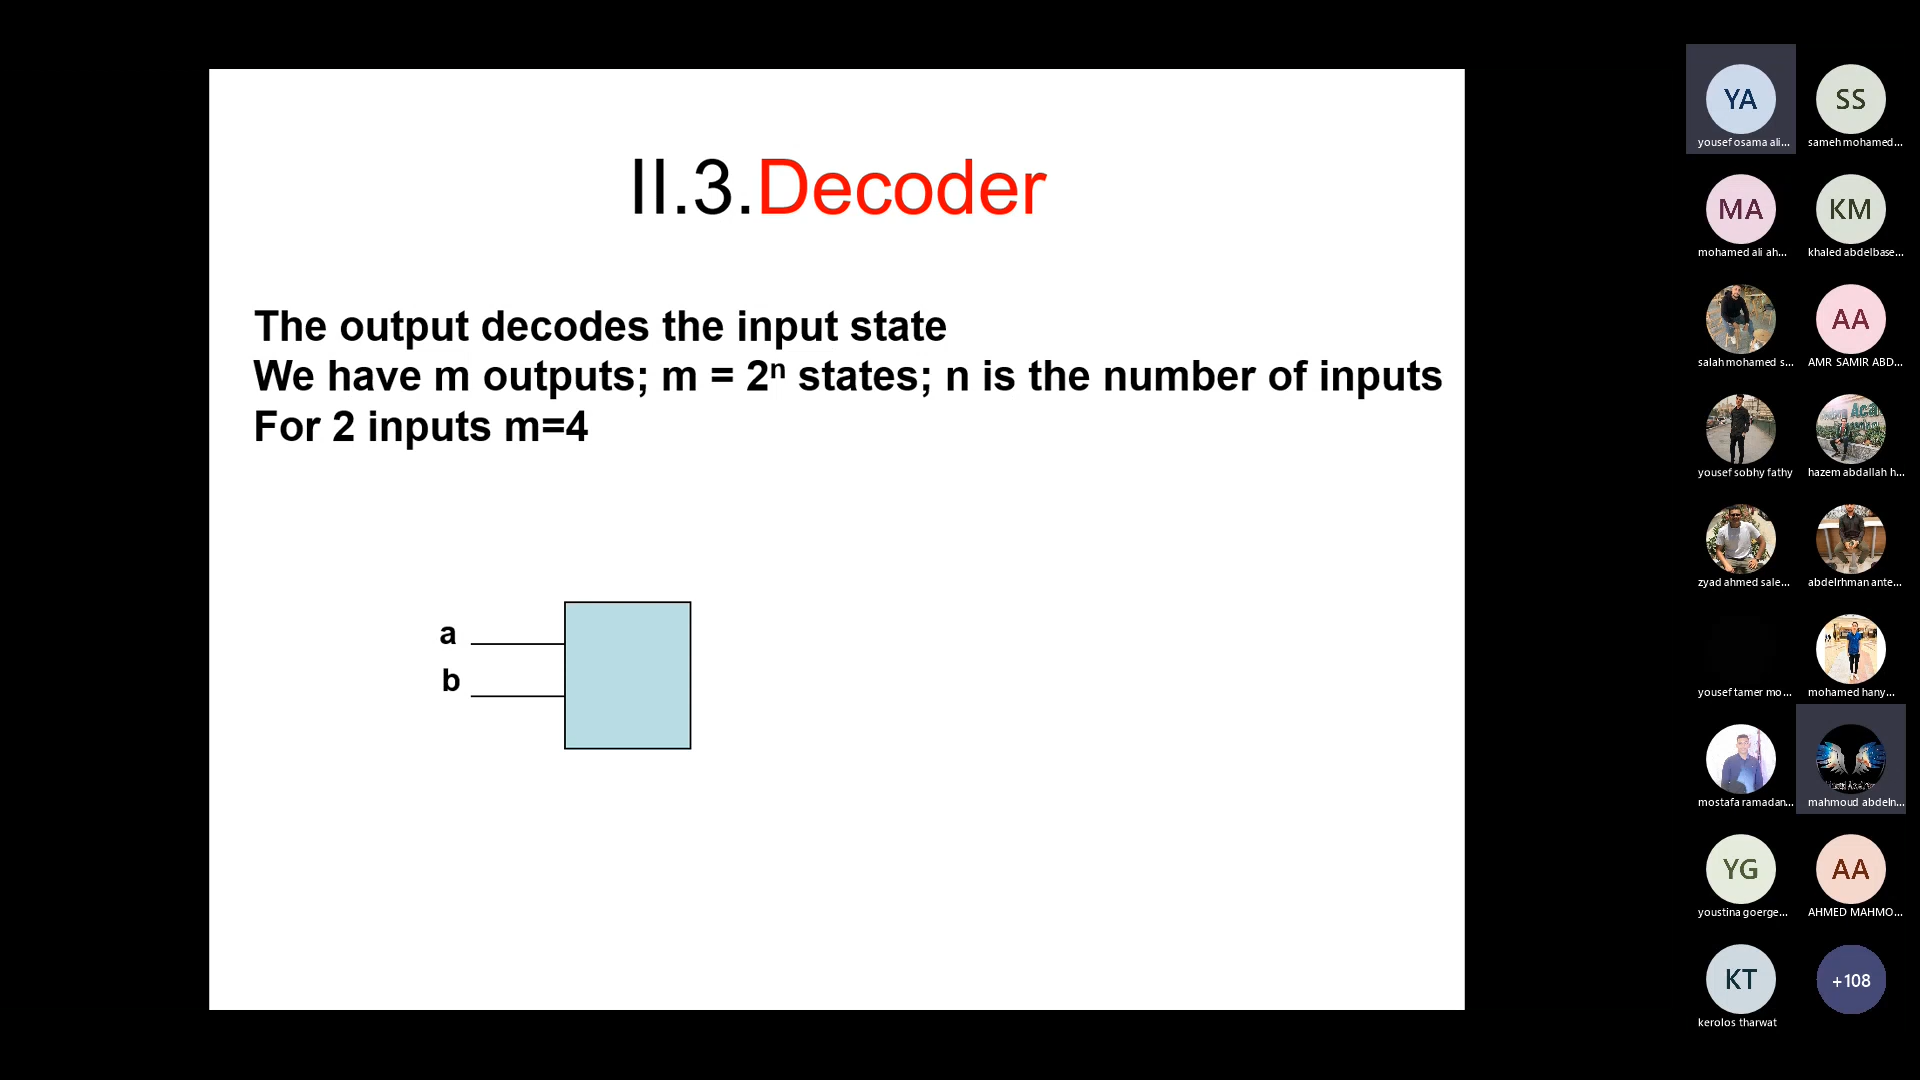 II.3.Decoder
The output decodes the input state
We have m outputs; m = 2ⁿ states; n is the number of inputs
For 2 inputs m=4
a
b
YA
yousef osama ali...
SS
sameh mohamed...
MA
mohamed ali ah...
KM
khaled abdelbase...
salah mohamed s...
AA
AMR SAMIR ABD...
yousef sobhy fathy
hazem abdallah h...
zyad ahmed sale...
abdelrhman ante...
yousef tamer mo...
mohamed hany...
mostafa ramadan...
mahmoud abdeln...
YG
youstina goerge...
AA
AHMED MAHMO...
KT
kerolos tharwat
+108